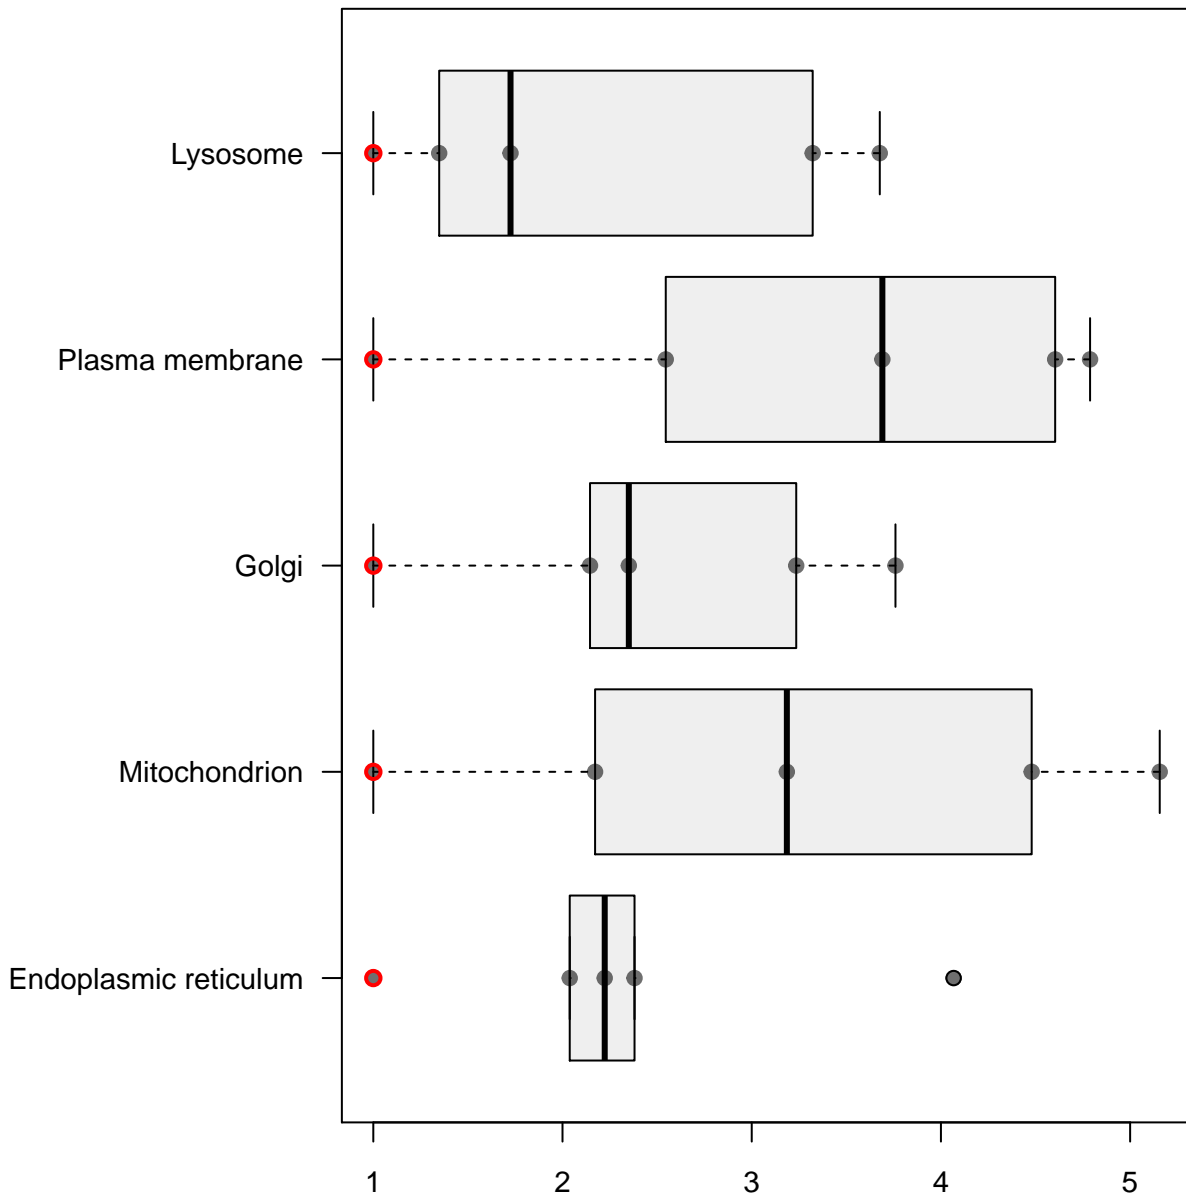 Lysosome
Plasma membrane
Golgi
Mitochondrion
Endoplasmic reticulum
1 2 3 4 5